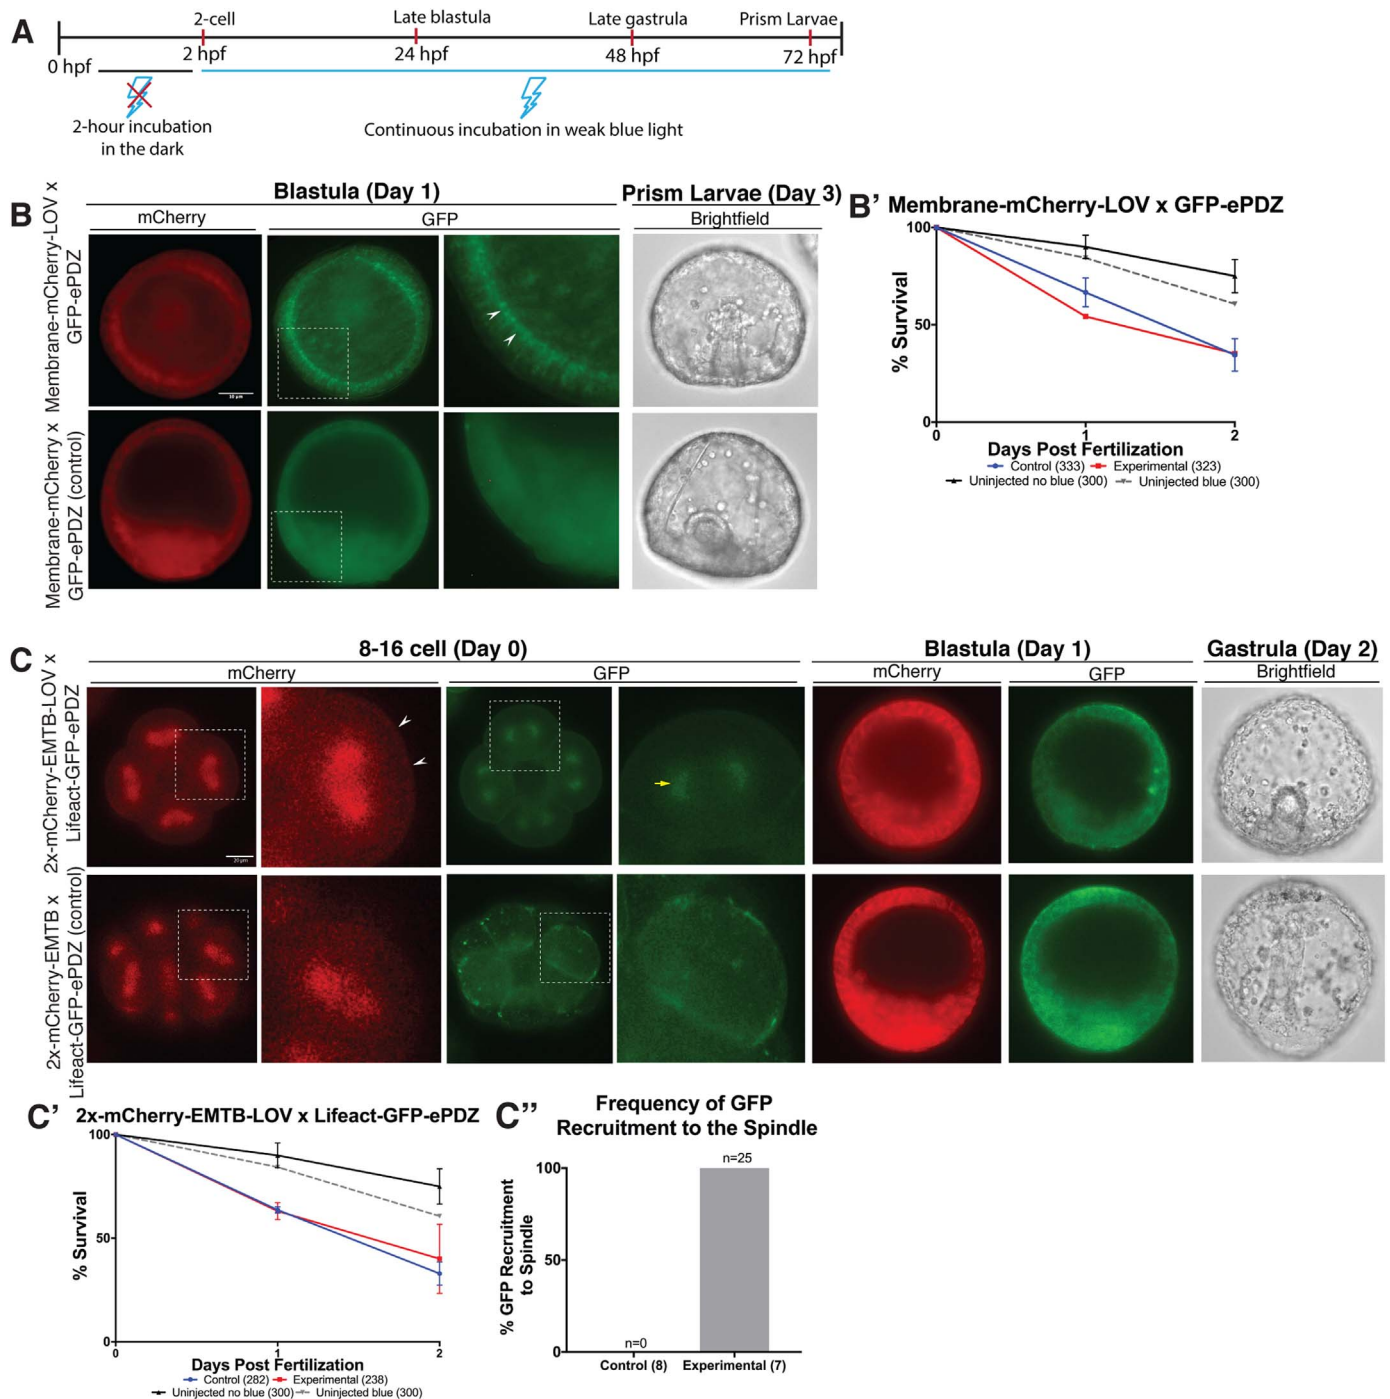 A
2-cell
Late blastula
Late gastrula
Prism Larvae
0 hpf
2 hpf
24 hpf
48 hpf
72 hpf
2-hour incubation
in the dark
Continuous incubation in weak blue light
B
Blastula (Day 1)
Prism Larvae (Day 3)
mCherry
GFP
Brightfield
Membrane-mCherry-LOV x
GFP-ePDZ
10 µm
Membrane-mCherry x
GFP-ePDZ (control)
B'
Membrane-mCherry-LOV x GFP-ePDZ
% Survival
100
50
0
0
1
2
Days Post Fertilization
Control (333)
Experimental (323)
Uninjected no blue (300)
Uninjected blue (300)
C
8-16 cell (Day 0)
Blastula (Day 1)
Gastrula (Day 2)
mCherry
GFP
mCherry
GFP
Brightfield
2x-mCherry-EMTB-LOV x
Lifeact-GFP-ePDZ
20 µm
2x-mCherry-EMTB x
Lifeact-GFP-ePDZ (control)
C'
2x-mCherry-EMTB-LOV x Lifeact-GFP-ePDZ
% Survival
100
50
0
0
1
2
Days Post Fertilization
Control (282)
Experimental (238)
Uninjected no blue (300)
Uninjected blue (300)
C"
Frequency of GFP
Recruitment to the Spindle
% GFP Recruitment
to Spindle
100
50
0
n=0
n=25
Control (8)
Experimental (7)